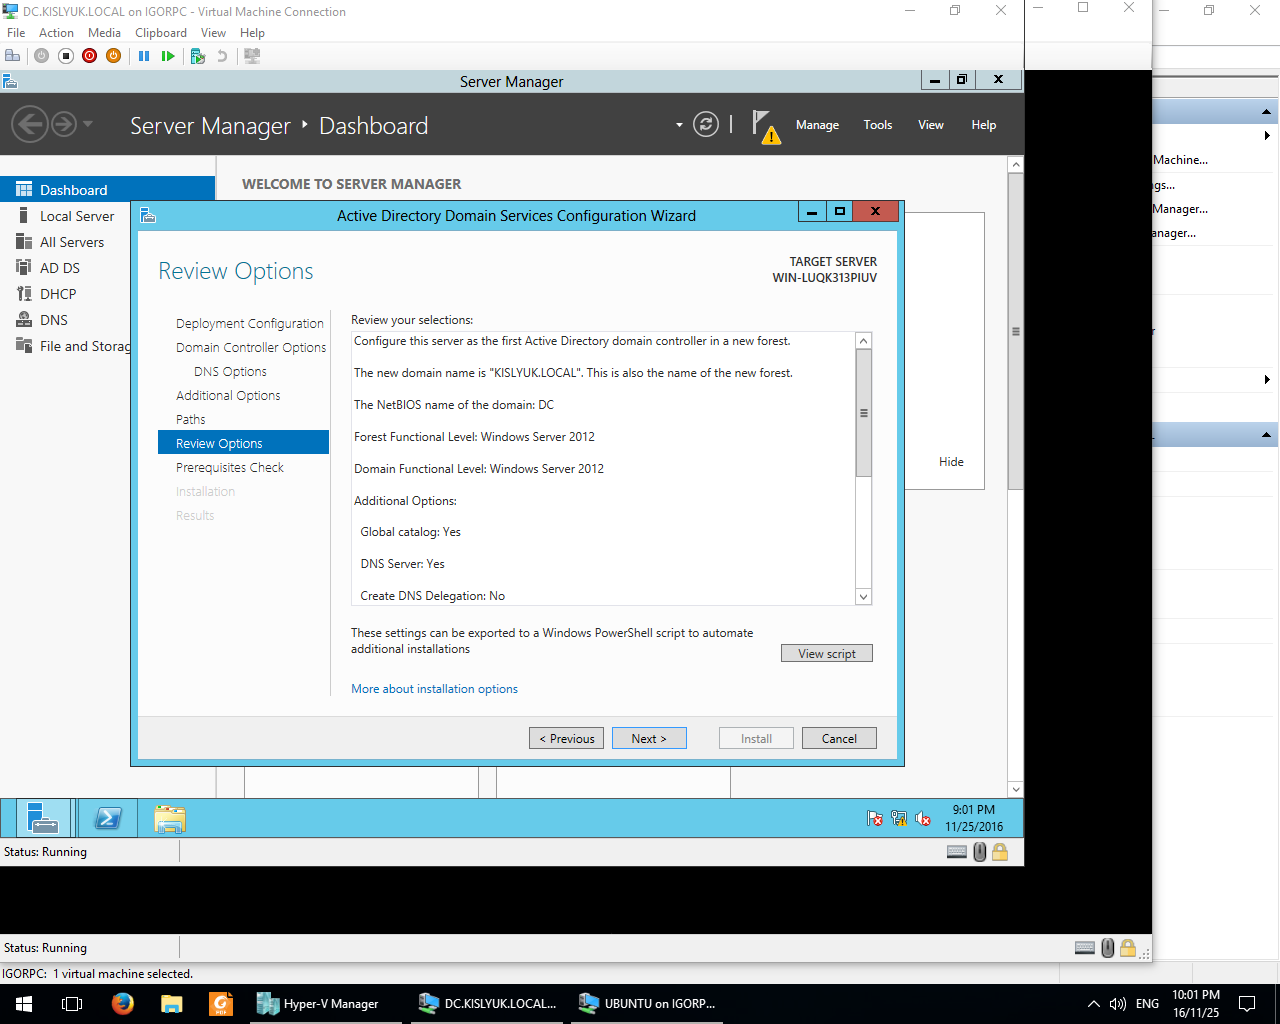 DC.KISLYUK.LOCAL on IGORPC - Virtual Machine Connection
File Action Media Clipboard View Help
Server Manager
Server Manager Dashboard
Manage Tools View Help
Dashboard
Local Server
All Servers
AD DS
DHCP
DNS
File and Storag
WELCOME TO SERVER MANAGER
Hide
Active Directory Domain Services Configuration Wizard
Review Options
TARGET SERVER
WIN-LUQK313PIUV
Deployment Configuration
Domain Controller Options
DNS Options
Additional Options
Paths
Review Options
Prerequisites Check
Installation
Results
Review your selections:
Configure this server as the first Active Directory domain controller in a new forest.
The new domain name is "KISLYUK.LOCAL". This is also the name of the new forest.
The NetBIOS name of the domain: DC
Forest Functional Level: Windows Server 2012
Domain Functional Level: Windows Server 2012
Additional Options:
Global catalog: Yes
DNS Server: Yes
Create DNS Delegation: No
These settings can be exported to a Windows PowerShell script to automate
additional installations
View script
More about installation options
< Previous Next > Install Cancel
9:01 PM
11/25/2016
Status: Running
Machine...
gs...
Manager...
anager...
r
Status: Running
IGORPC: 1 virtual machine selected.
Hyper-V Manager
DC.KISLYUK.LOCAL...
UBUNTU on IGORP...
ENG
10:01 PM
16/11/25